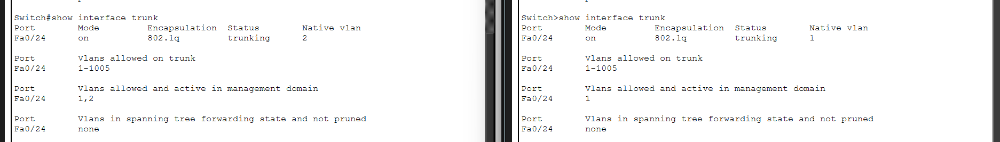 Switch#show interface trunk
Port        Mode         Encapsulation  Status        Native vlan
Fa0/24      on           802.1q         trunking      2
Port        Vlans allowed on trunk
Fa0/24      1-1005
Port        Vlans allowed and active in management domain
Fa0/24      1,2
Port        Vlans in spanning tree forwarding state and not pruned
Fa0/24      none
Switch>show interface trunk
Port        Mode         Encapsulation  Status        Native vlan
Fa0/24      on           802.1q         trunking      1
Port        Vlans allowed on trunk
Fa0/24      1-1005
Port        Vlans allowed and active in management domain
Fa0/24      1
Port        Vlans in spanning tree forwarding state and not pruned
Fa0/24      none